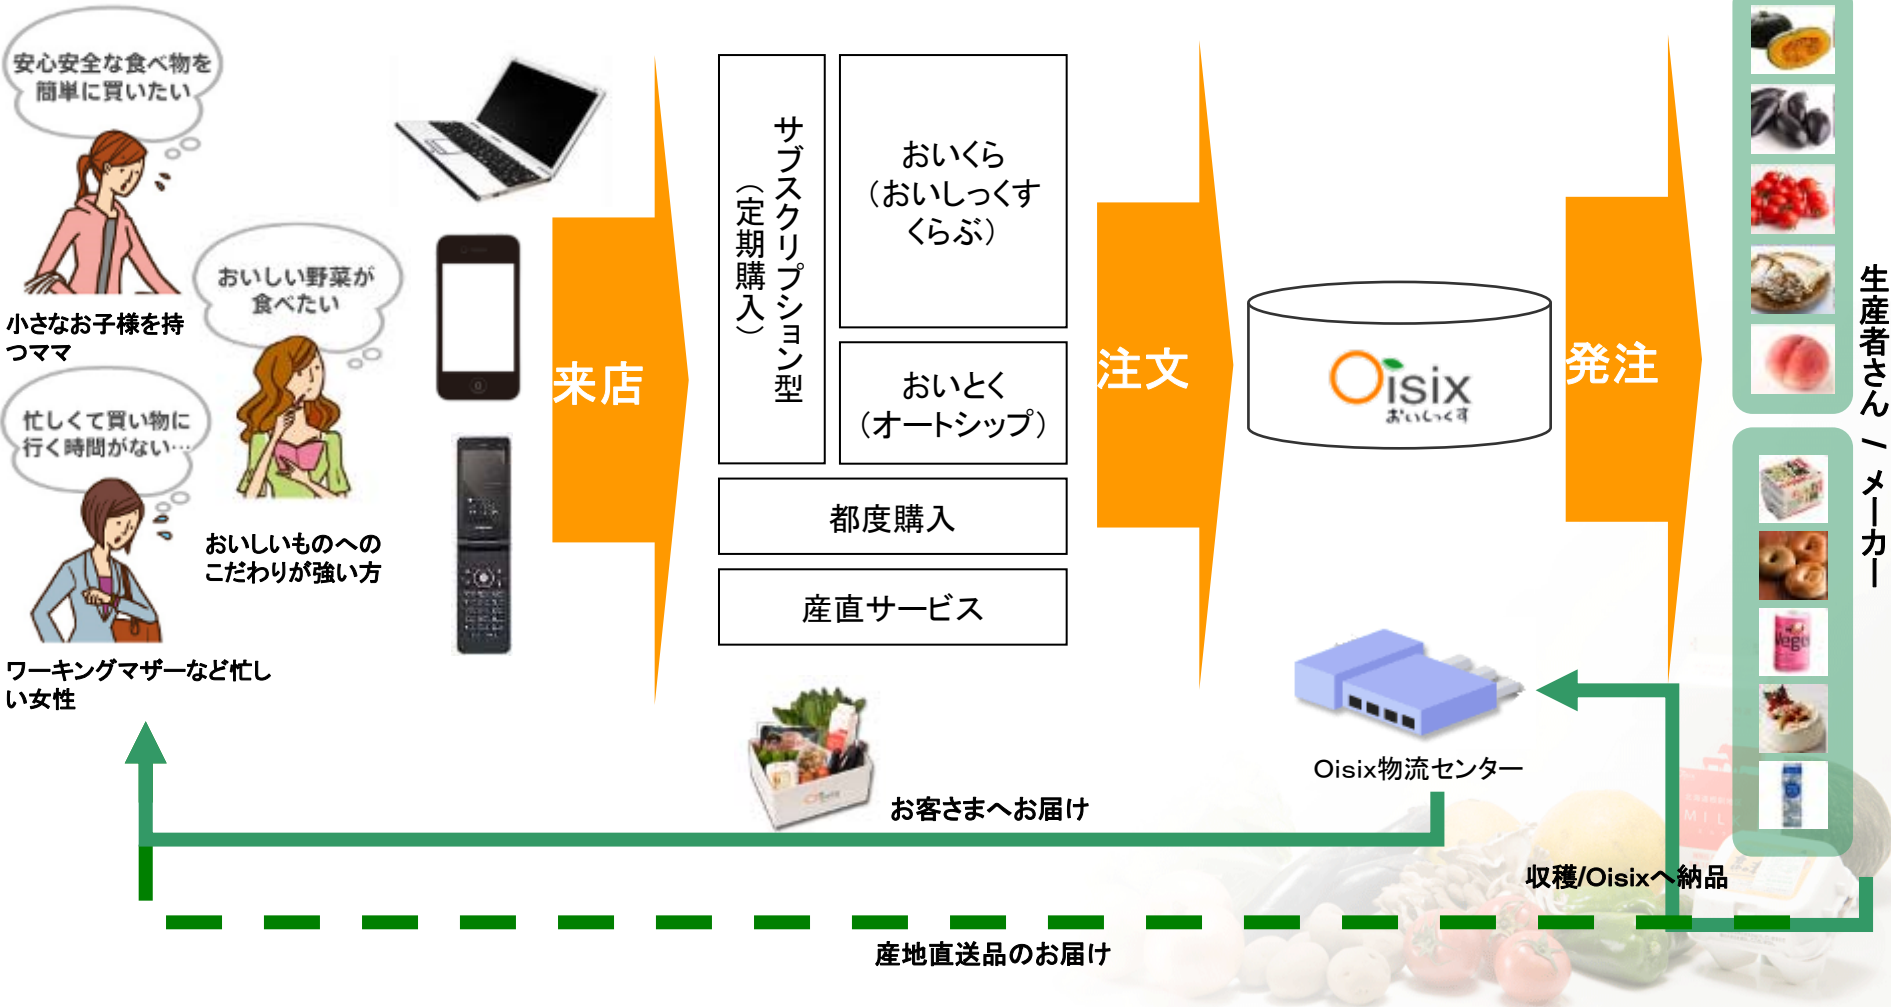 安心安全な食べ物を
簡単に買いたい
小さなお子様を持
つママ
おいしい野菜が
食べたい
おいしいものへの
こだわりが強い方
忙しくて買い物に
行く時間がない…
ワーキングマザーなど忙し
い女性
来店
サブスクリプション型
（定期購入）
おいくら
（おいしっくす
くらぶ）
おいとく
（オートシップ）
都度購入
産直サービス
注文
Oisix
おいしっくす
発注
生産者さん / メーカー
Oisix物流センター
お客さまへお届け
収穫/Oisixへ納品
産地直送品のお届け
MIL